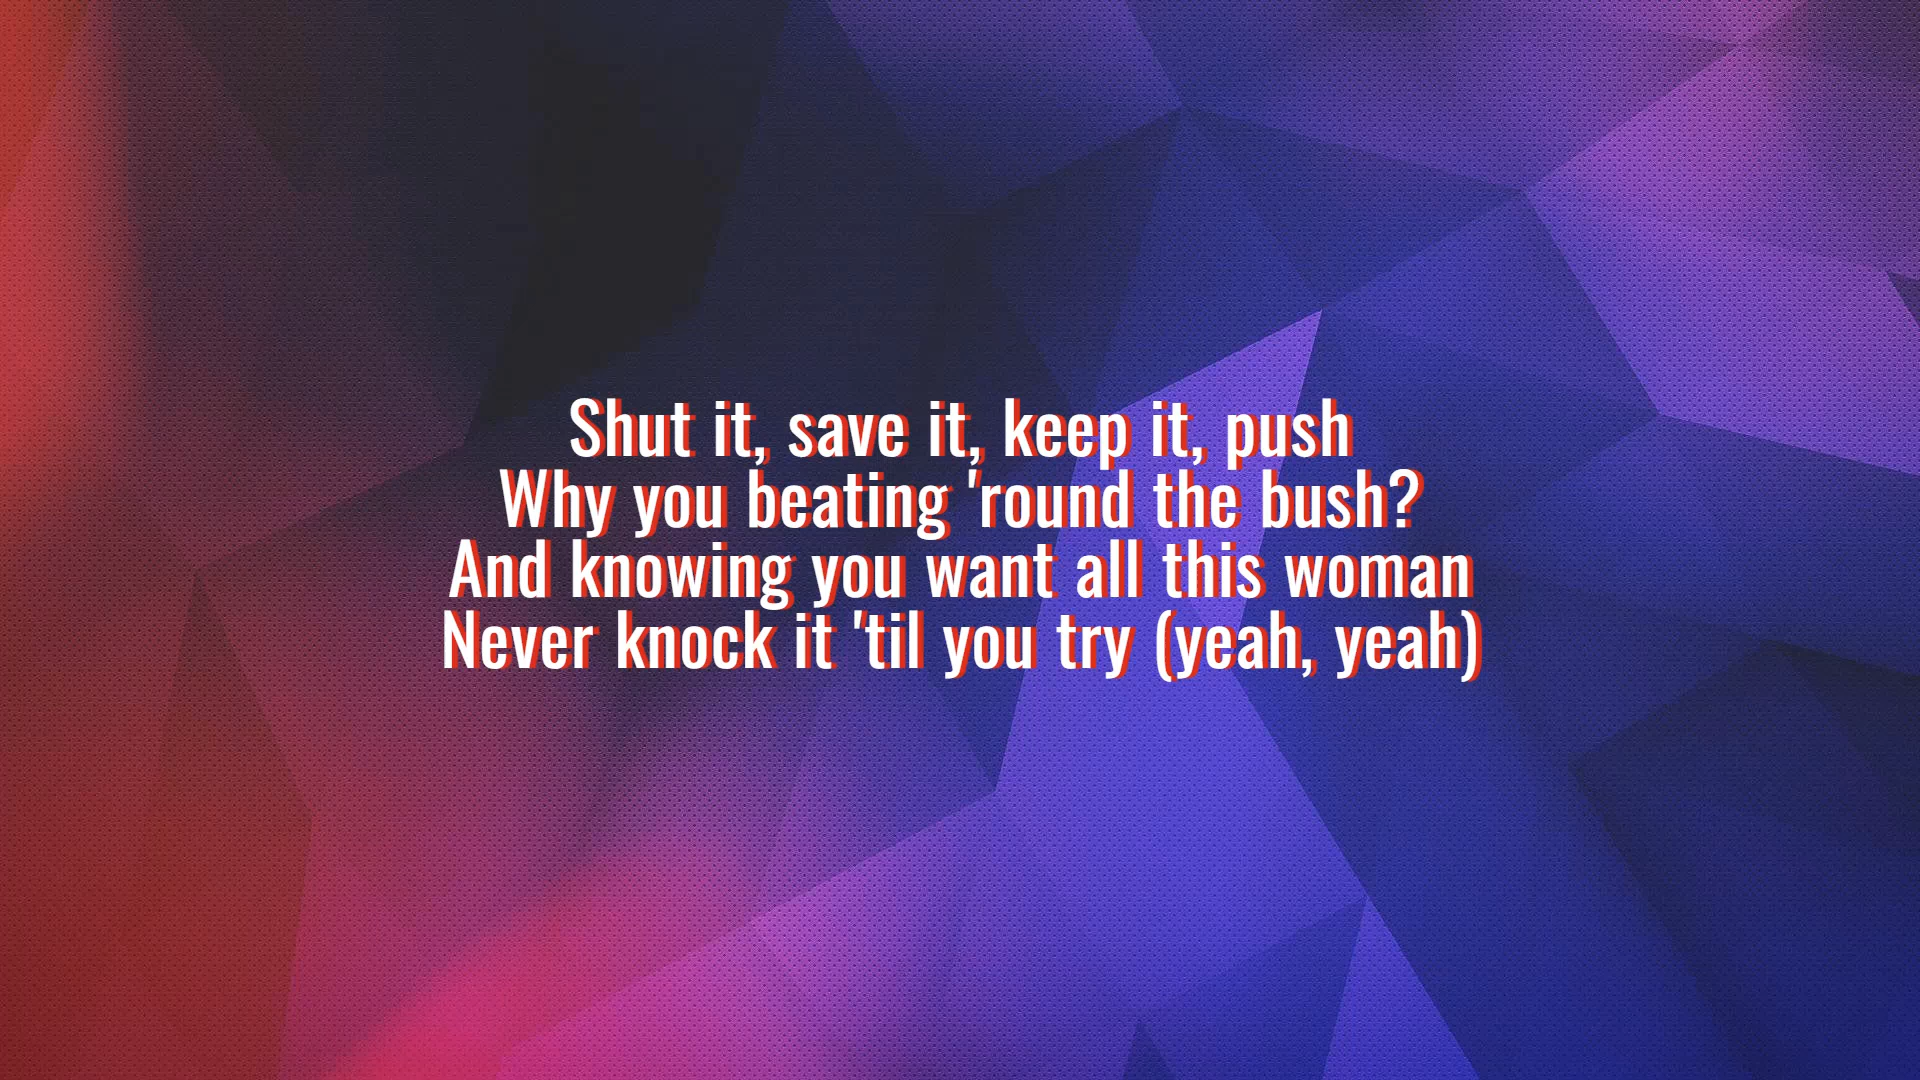 Shut it, save it, keep it, push
Why you beating 'round the bush?
And knowing you want all this woman
Never knock it 'til you try (yeah, yeah)